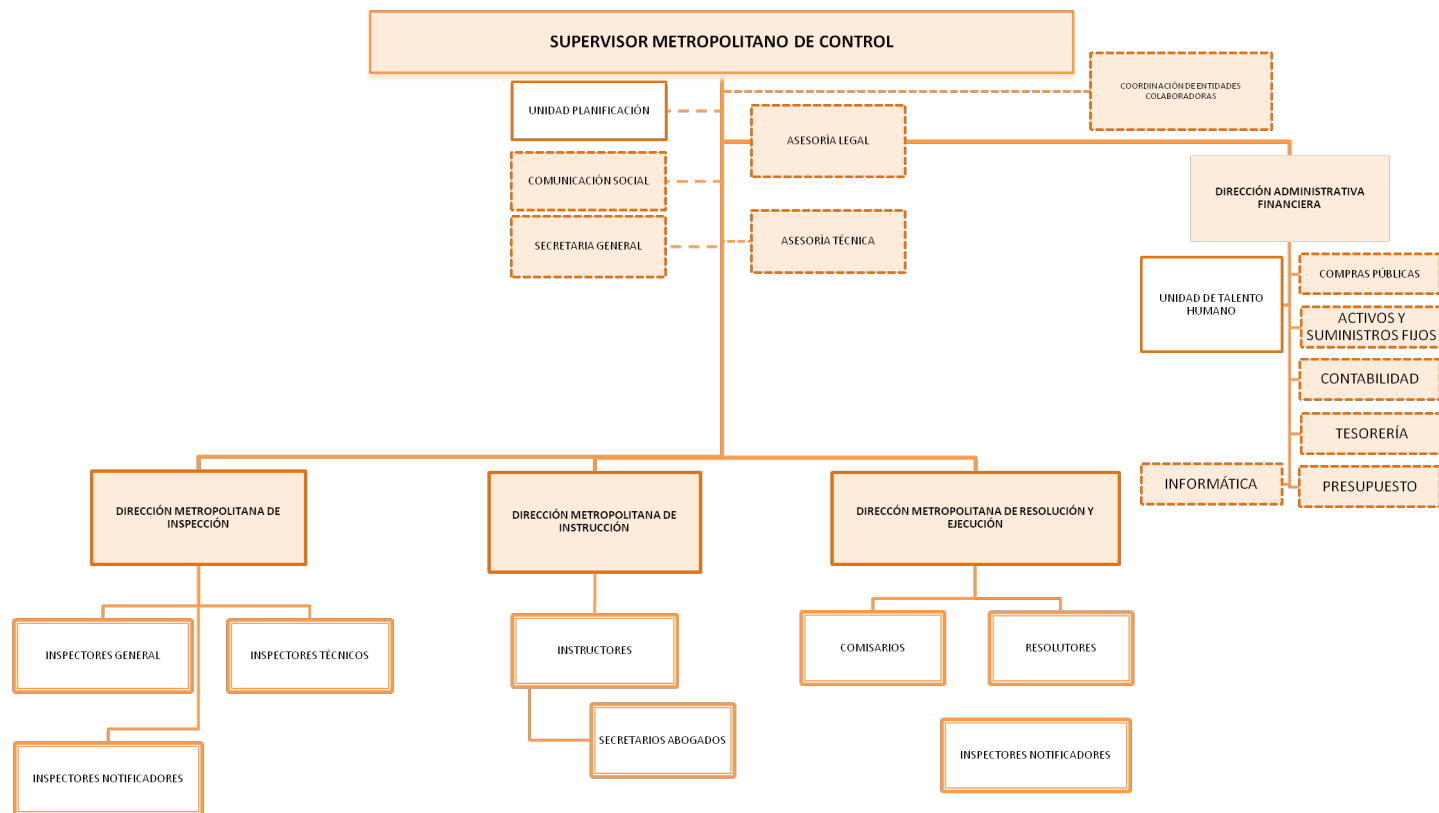 SUPERVISOR METROPOLITANO DE CONTROL
COORDINACIÓN DE ENTIDADES
COLABORADORAS
UNIDAD PLANIFICACIÓN
ASESORÍA LEGAL
COMUNICACIÓN SOCIAL
DIRECCIÓN ADMINISTRATIVA
FINANCIERA
SECRETARIA GENERAL
ASESORÍA TÉCNICA
COMPRAS PÚBLICAS
UNIDAD DE TALENTO
HUMANO
ACTIVOS Y
SUMINISTROS FIJOS
CONTABILIDAD
TESORERÍA
INFORMÁTICA
PRESUPUESTO
DIRECCIÓN METROPOLITANA DE
INSPECCIÓN
DIRECCIÓN METROPOLITANA DE
INSTRUCCIÓN
DIRECCÓN METROPOLITANA DE RESOLUCIÓN Y
EJECUCIÓN
INSPECTORES GENERAL
INSPECTORES TÉCNICOS
INSTRUCTORES
COMISARIOS
RESOLUTORES
SECRETARIOS ABOGADOS
INSPECTORES NOTIFICADORES
INSPECTORES NOTIFICADORES